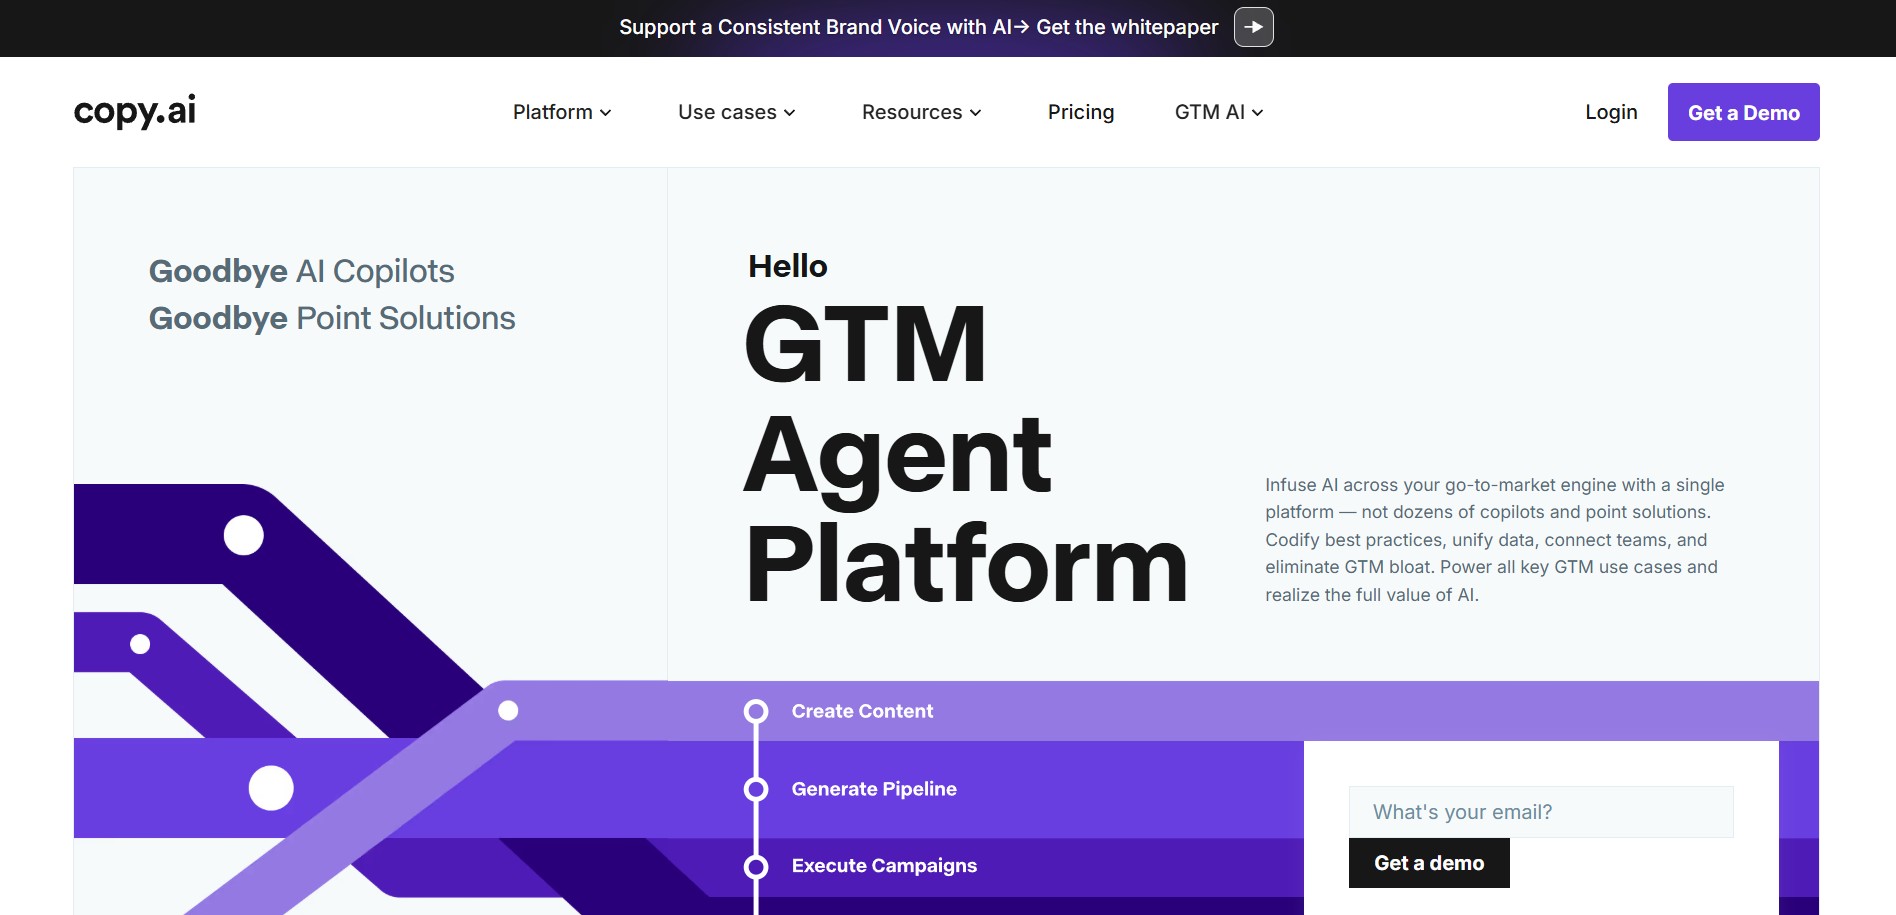 Support a Consistent Brand Voice with AI→ Get the whitepaper
copy.ai
Platform
Use cases
Resources
Pricing
GTM AI
Login
Get a Demo
Goodbye AI Copilots
Goodbye Point Solutions
Hello
GTM
Agent
Platform
Infuse AI across your go-to-market engine with a single
platform — not dozens of copilots and point solutions.
Codify best practices, unify data, connect teams, and
eliminate GTM bloat. Power all key GTM use cases and
realize the full value of AI.
Create Content
Generate Pipeline
Execute Campaigns
What's your email?
Get a demo